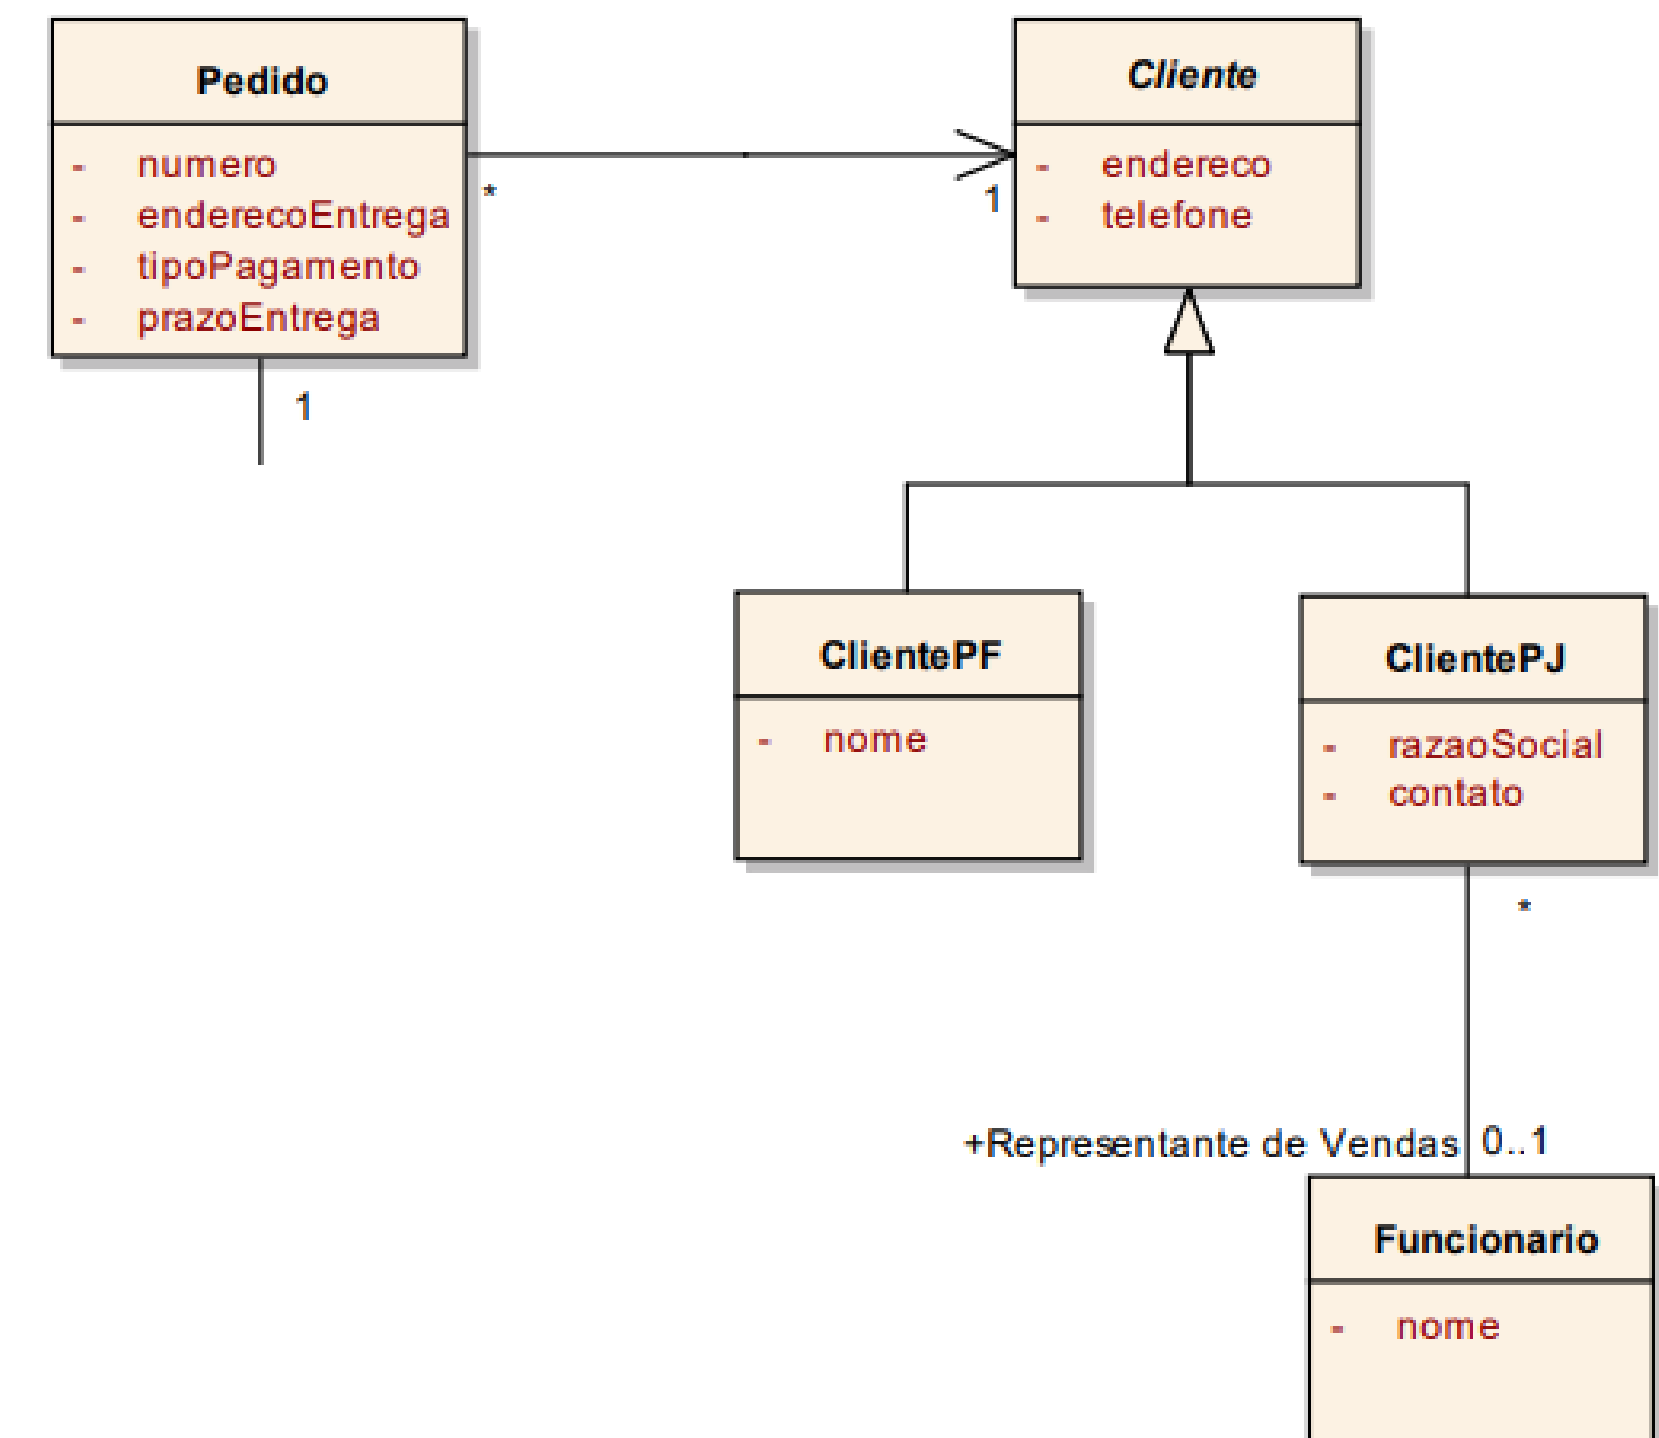 Pedido
- numero
- enderecoEntrega
- tipoPagamento
- prazoEntrega
*
1
Cliente
- endereco
- telefone
1
ClientePF
- nome
ClientePJ
- razaoSocial
- contato
*
+Representante de Vendas 0..1
Funcionario
- nome